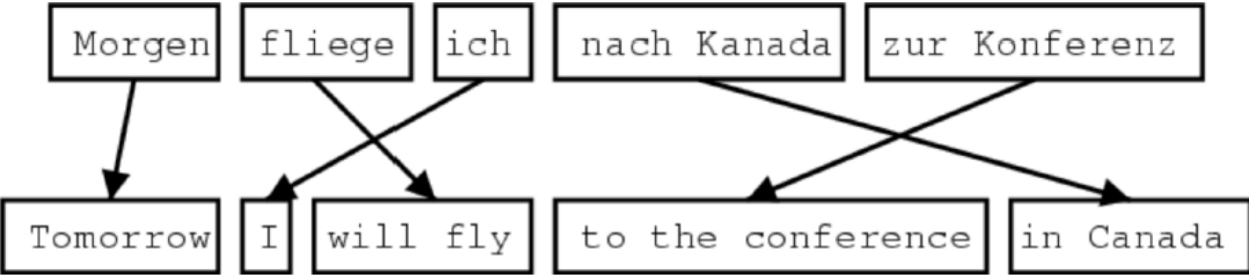 Morgen fliege ich nach Kanada zur Konferenz
Tomorrow I will fly to the conference in Canada